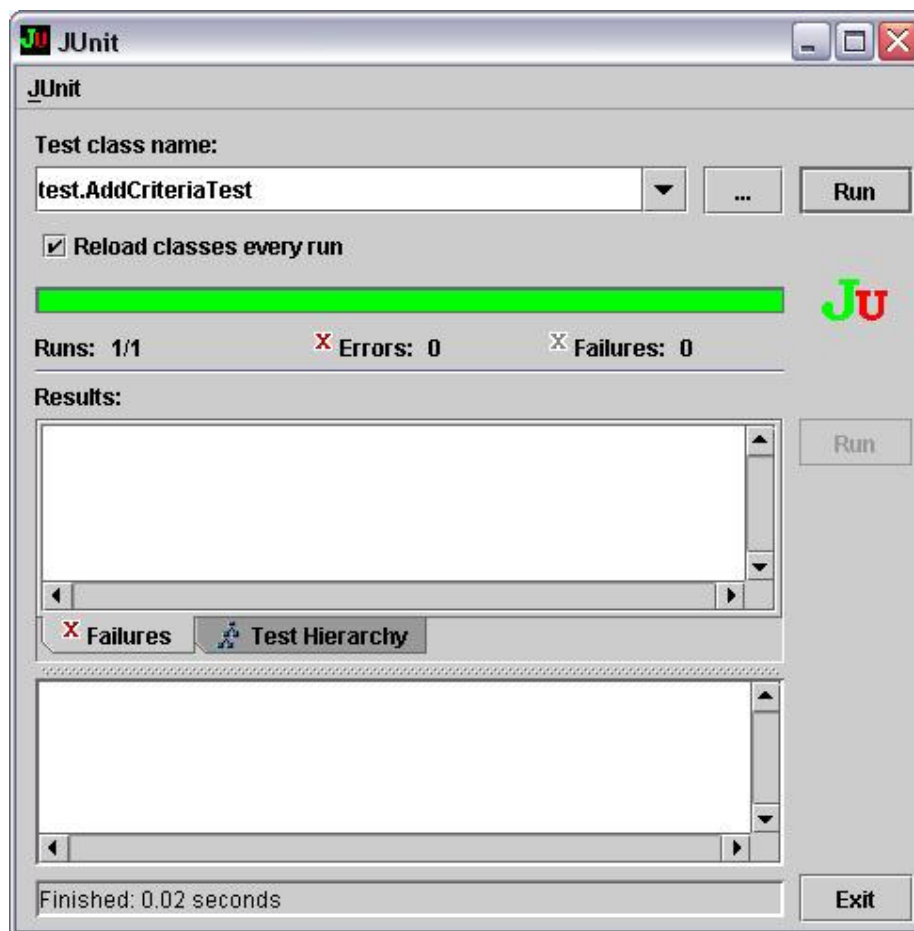 JU JUnit
JUnit
Test class name:
test.AddCriteriaTest ... Run
Reload classes every run
JU
Runs: 1/1 X Errors: 0 X Failures: 0
Results:
Run
X Failures Test Hierarchy
Finished: 0.02 seconds Exit